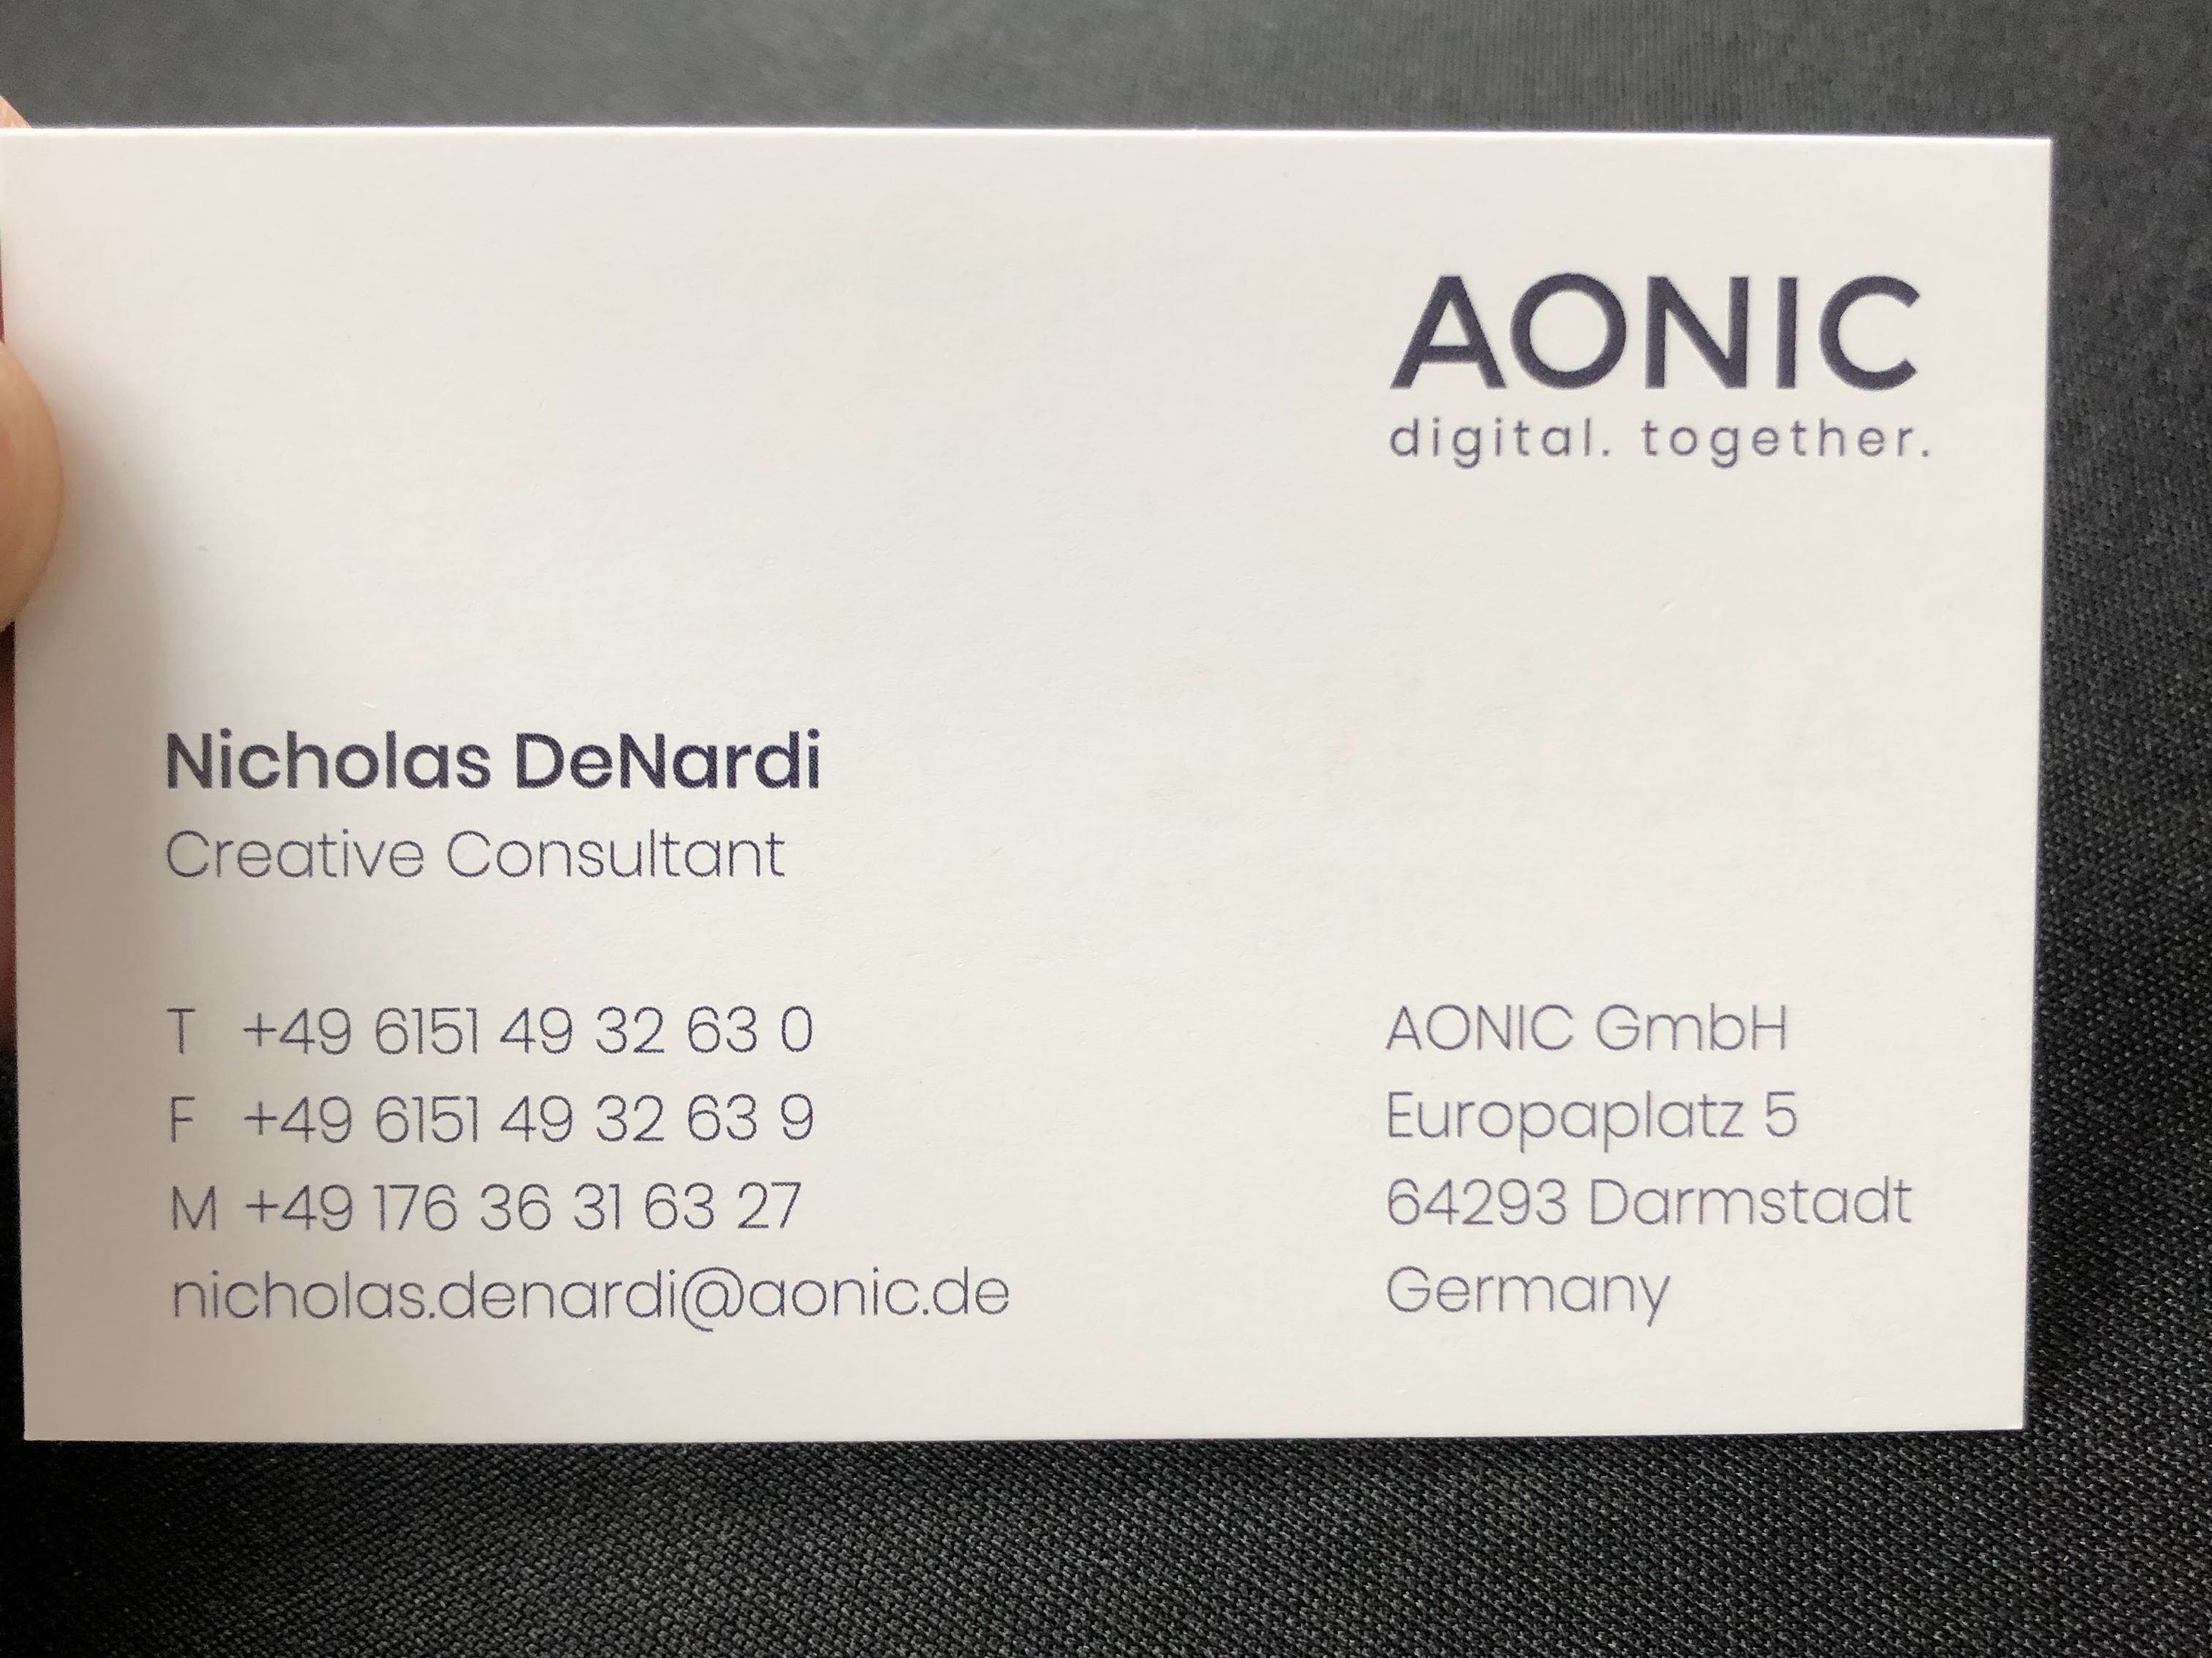 AONIC
digital. together.
Nicholas DeNardi
Creative Consultant
T +49 6151 49 32 63 0
F +49 6151 49 32 63 9
M +49 176 36 31 63 27
nicholas.denardi@aonic.de
AONIC GmbH
Europaplatz 5
64293 Darmstadt
Germany